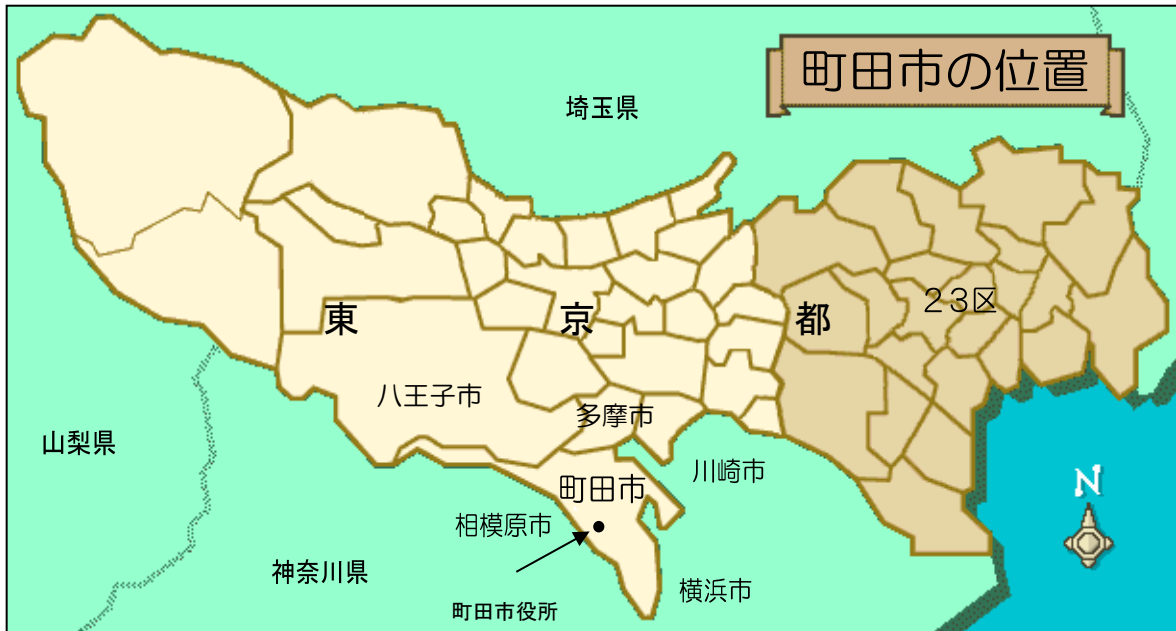 町田市の位置
埼玉県
23区
東京都
八王子市
多摩市
山梨県
川崎市
町田市
N
相模原市
神奈川県
横浜市
町田市役所